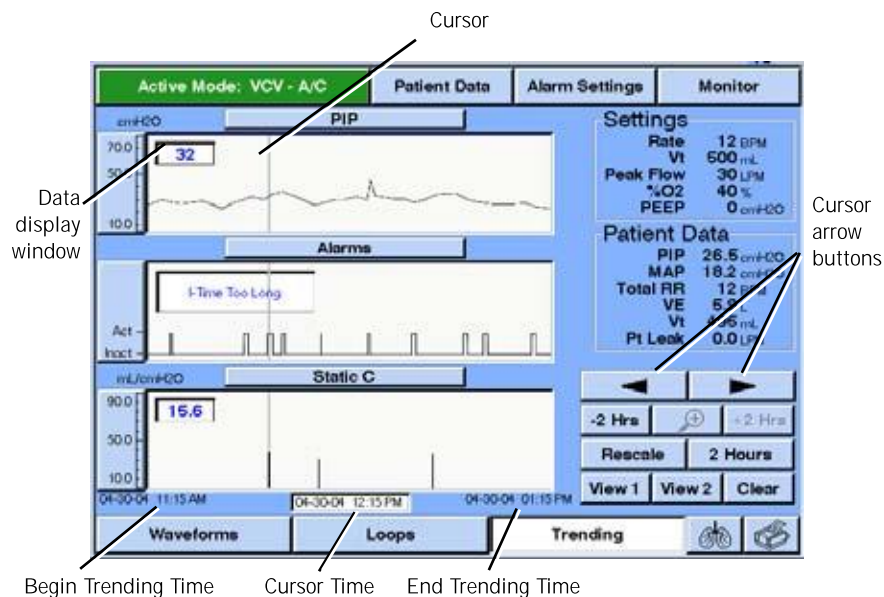 Cursor
Active Mode: VCV - A/C
Patient Data
Alarm Settings
Monitor
cmH2O
PIP
70.0
50.0
10.0
32
Data
display
window
Alarms
I-Time Too Long
Act
Inact
mL/cmH2O
Static C
90.0
50.0
10.0
15.6
04-30-04 11:15 AM
04-30-04 12:15 PM
04-30-04 01:15 PM
Settings
Rate 12 BPM
Vt 500 mL
Peak Flow 30 LPM
%O2 40 %
PEEP 0 cmH2O
Patient Data
PIP 26.5 cmH2O
MAP 18.2 cmH2O
Total RR 12 BPM
VE L
Vt mL
Pt Leak 0.0 LPM
Cursor
arrow
buttons
-2 Hrs
+2 Hrs
Rescale
2 Hours
View 1
View 2
Clear
Waveforms
Loops
Trending
Begin Trending Time
Cursor Time
End Trending Time